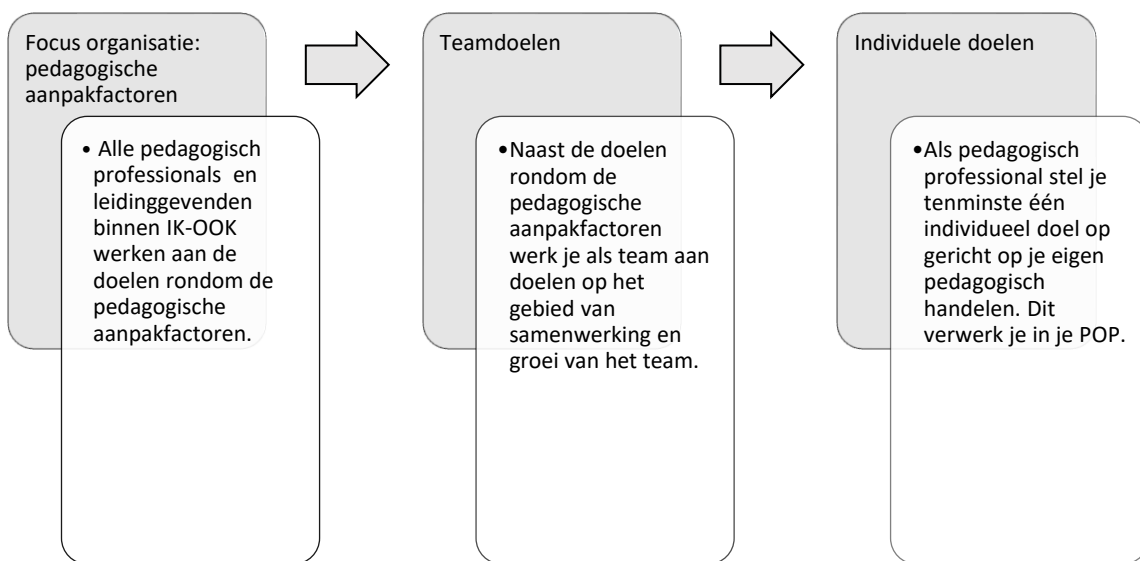 Focus organisatie:
pedagogische
aanpakfactoren
• Alle pedagogisch
professionals en
leidinggevenden
binnen IK-OOK
werken aan de
doelen rondom de
pedagogische
aanpakfactoren.
Teamdoelen
•Naast de doelen
rondom de
pedagogische
aanpakfactoren
werk je als team aan
doelen op het
gebied van
samenwerking en
groei van het team.
Individuele doelen
•Als pedagogisch
professional stel je
tenminste één
individueel doel op
gericht op je eigen
pedagogisch
handelen. Dit
verwerk je in je POP.